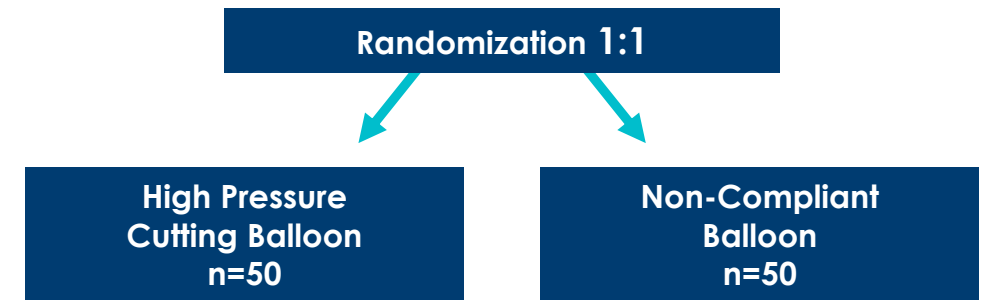 Randomization 1:1
High Pressure
Cutting Balloon
n=50
Non-Compliant
Balloon
n=50